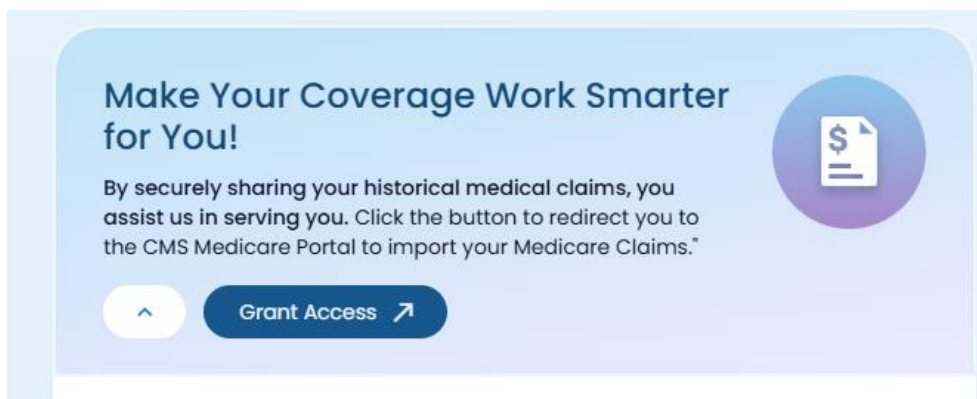 Make Your Coverage Work Smarter
for You!
$
By securely sharing your historical medical claims, you
assist us in serving you. Click the button to redirect you to
the CMS Medicare Portal to import your Medicare Claims."
Grant Access